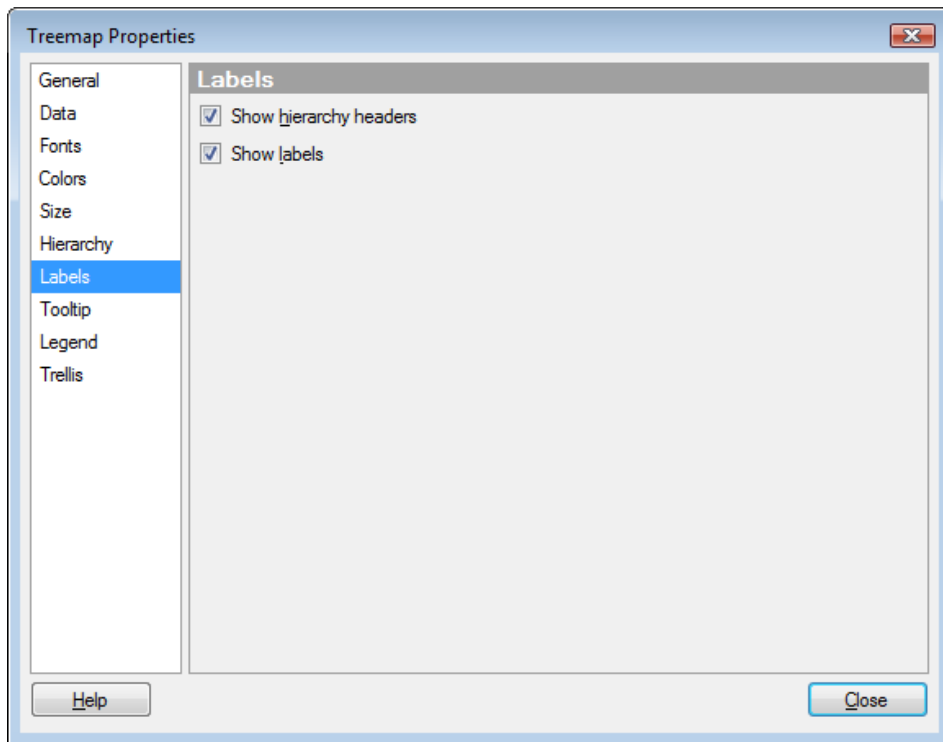 Treemap Properties
General
Data
Fonts
Colors
Size
Hierarchy
Labels
Tooltip
Legend
Trellis
Labels
Show hierarchy headers
Show labels
Help
Close